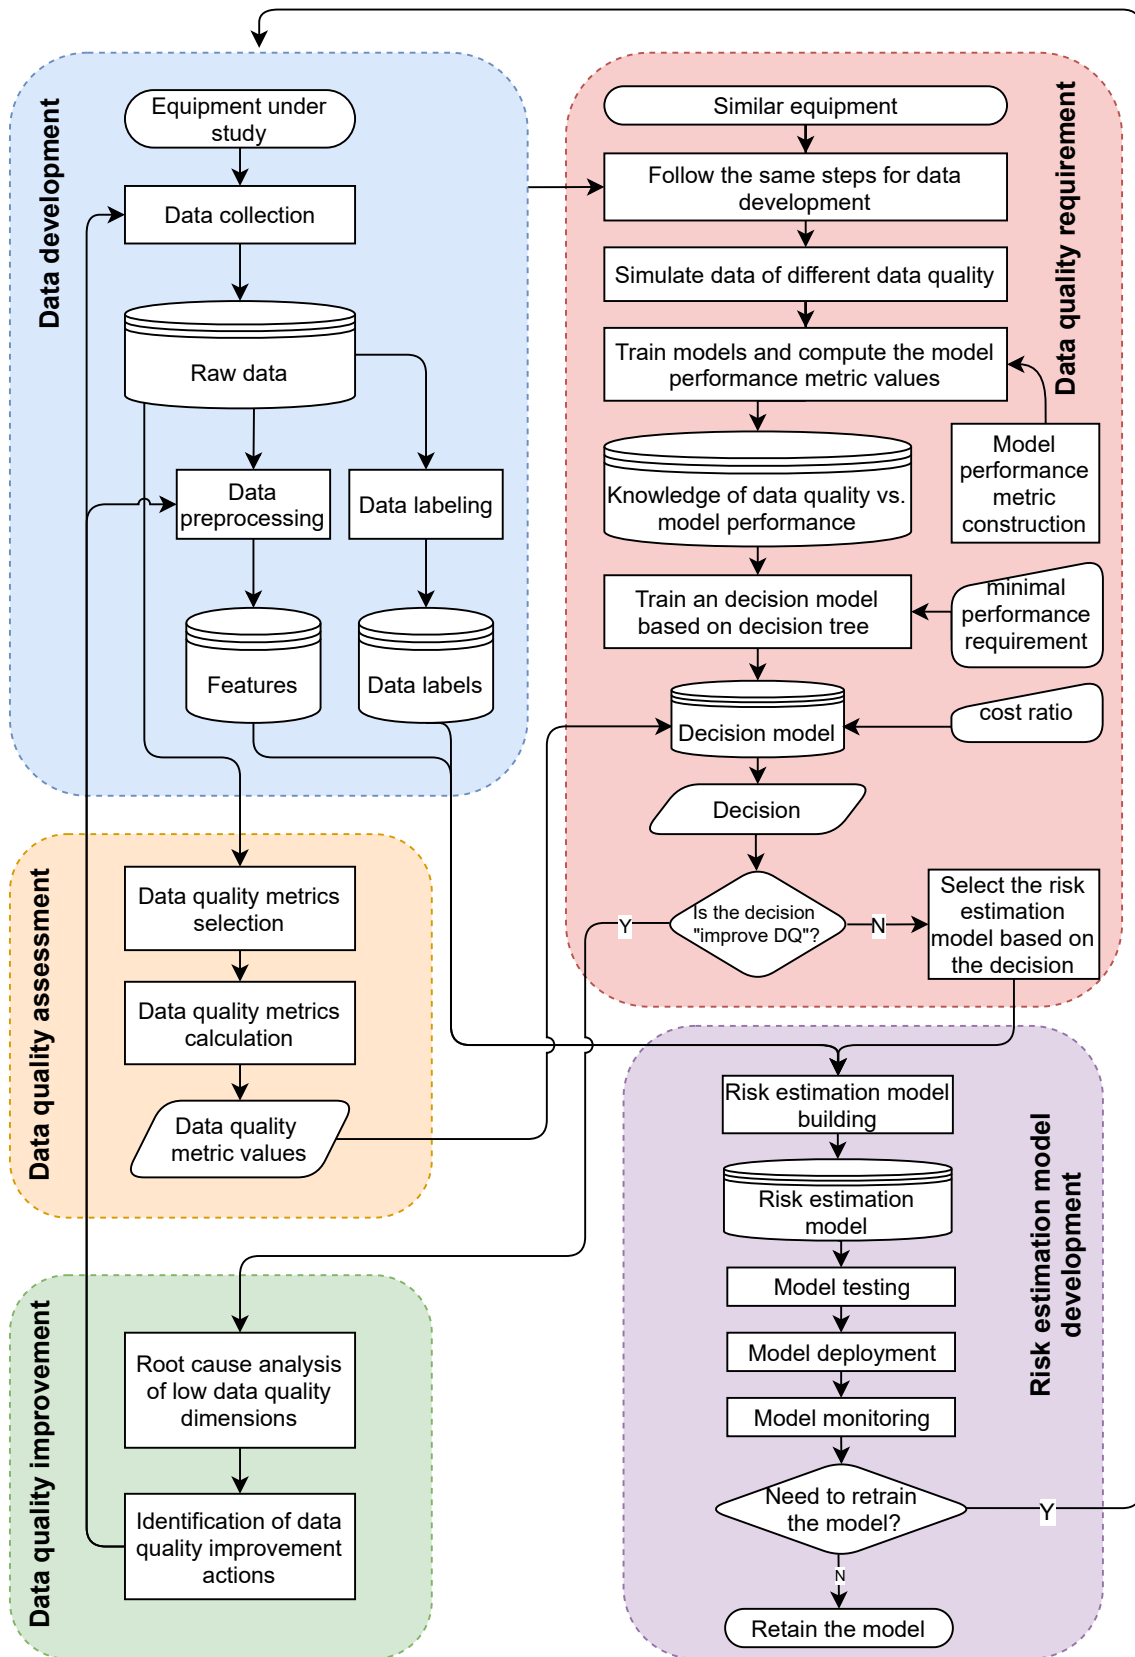 Data development
Equipment under
study
Data collection
Raw data
Data
preprocessing
Data labeling
Features
Data labels
Data quality requirement
Similar equipment
Follow the same steps for data
development
Simulate data of different data quality
Train models and compute the model
performance metric values
Model
performance
metric
construction
Knowledge of data quality vs.
model performance
Train an decision model
based on decision tree
minimal
performance
requirement
Decision model
cost ratio
Decision
Is the decision
"improve DQ"?
Y
N
Select the risk
estimation
model based on
the decision
Data quality assessment
Data quality metrics
selection
Data quality metrics
calculation
Data quality
metric values
Data quality improvement
Root cause analysis
of low data quality
dimensions
Identification of data
quality improvement
actions
Risk estimation model
development
Risk estimation model
building
Risk estimation
model
Model testing
Model deployment
Model monitoring
Need to retrain
the model?
Y
N
Retain the model